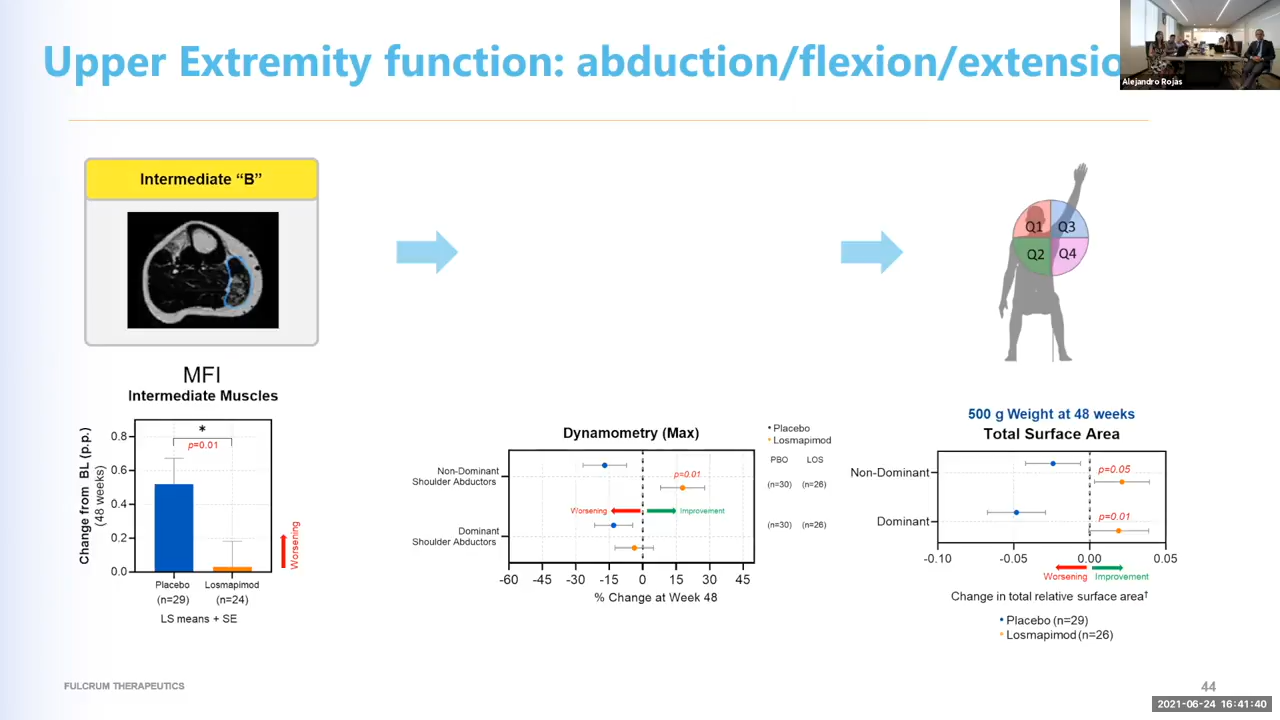 Upper Extremity function: abduction/flexion/extensio
Alejandro Rojas
Intermediate “B”
Q1
Q3
Q2
Q4
MFI
Intermediate Muscles
Change from BL (p.p.)
(48 weeks)
0.8
0.6
0.4
0.2
0.0
*
p=0.01
Worsening
Placebo
Losmapimod
(n=29)
(n=24)
LS means + SE
Dynamometry (Max)
• Placebo
• Losmapimod
PBO LOS
Non-Dominant
Shoulder Abductors
p=0.01
(n=30) (n=26)
Worsening
Improvement
Dominant
Shoulder Abductors
(n=30) (n=26)
-60 -45 -30 -15 0 15 30 45
% Change at Week 48
500 g Weight at 48 weeks
Total Surface Area
Non-Dominant
p=0.05
Dominant
p=0.01
-0.10 -0.05 0.00 0.05
Worsening
Improvement
Change in total relative surface area†
• Placebo (n=29)
• Losmapimod (n=26)
FULCRUM THERAPEUTICS
44
2021-06-24 16:41:40